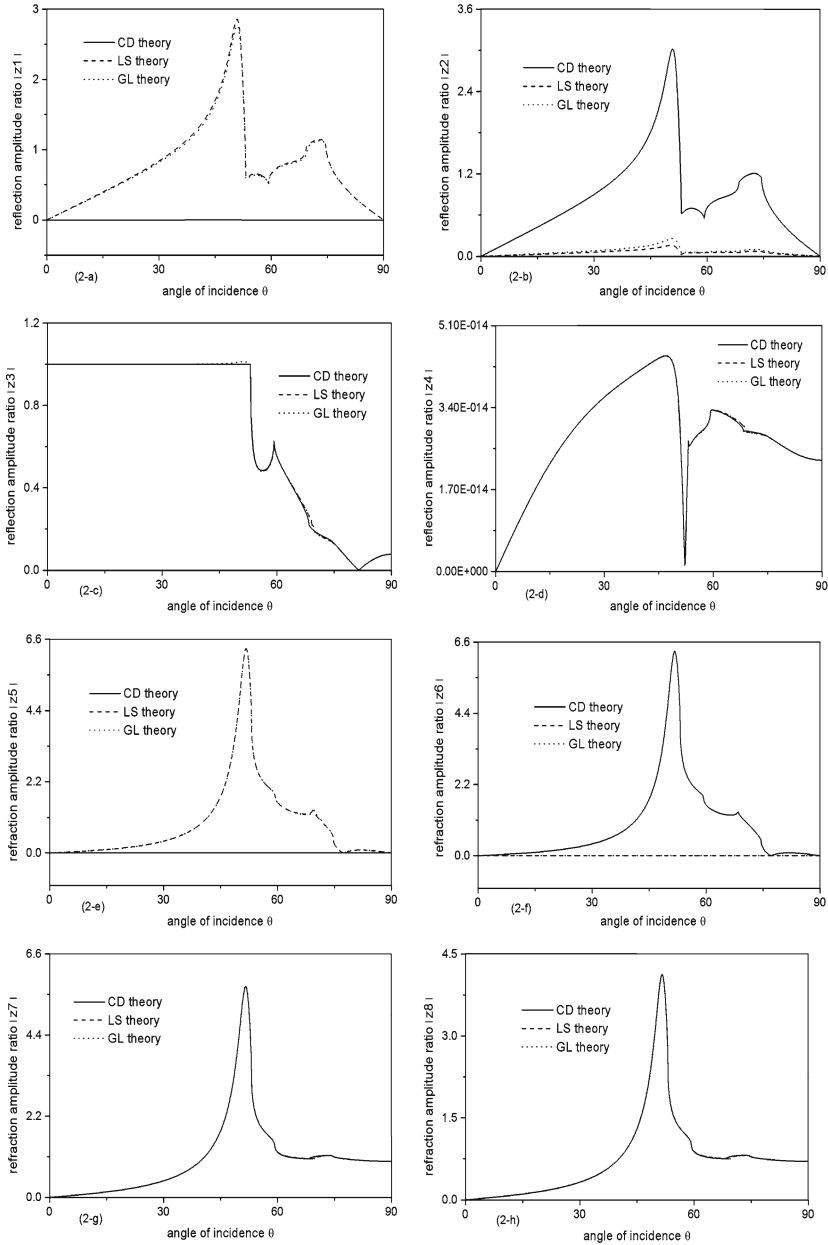 3
2
1
0
reflection amplitude ratio |z1|
CD theory
LS theory
GL theory
0
30
60
90
(2-a)
angle of incidence θ
3.6
2.4
1.2
0.0
reflection amplitude ratio |z2|
CD theory
LS theory
GL theory
0
30
60
90
(2-b)
angle of incidence θ
1.2
0.8
0.4
0.0
reflection amplitude ratio |z3|
CD theory
LS theory
GL theory
0
30
60
90
(2-c)
angle of incidence θ
5.10E-014
3.40E-014
1.70E-014
0.00E+000
reflection amplitude ratio |z4|
CD theory
LS theory
GL theory
0
30
60
90
(2-d)
angle of incidence θ
6.6
4.4
2.2
0.0
refraction amplitude ratio |z5|
CD theory
LS theory
GL theory
0
30
60
90
(2-e)
angle of incidence θ
6.6
4.4
2.2
0.0
refraction amplitude ratio |z6|
CD theory
LS theory
GL theory
0
30
60
90
(2-f)
angle of incidence θ
6.6
4.4
2.2
0.0
refraction amplitude ratio |z7|
CD theory
LS theory
GL theory
0
30
60
90
(2-g)
angle of incidence θ
4.5
3.0
1.5
0.0
refraction amplitude ratio |z8|
CD theory
LS theory
GL theory
0
30
60
90
(2-h)
angle of incidence θ